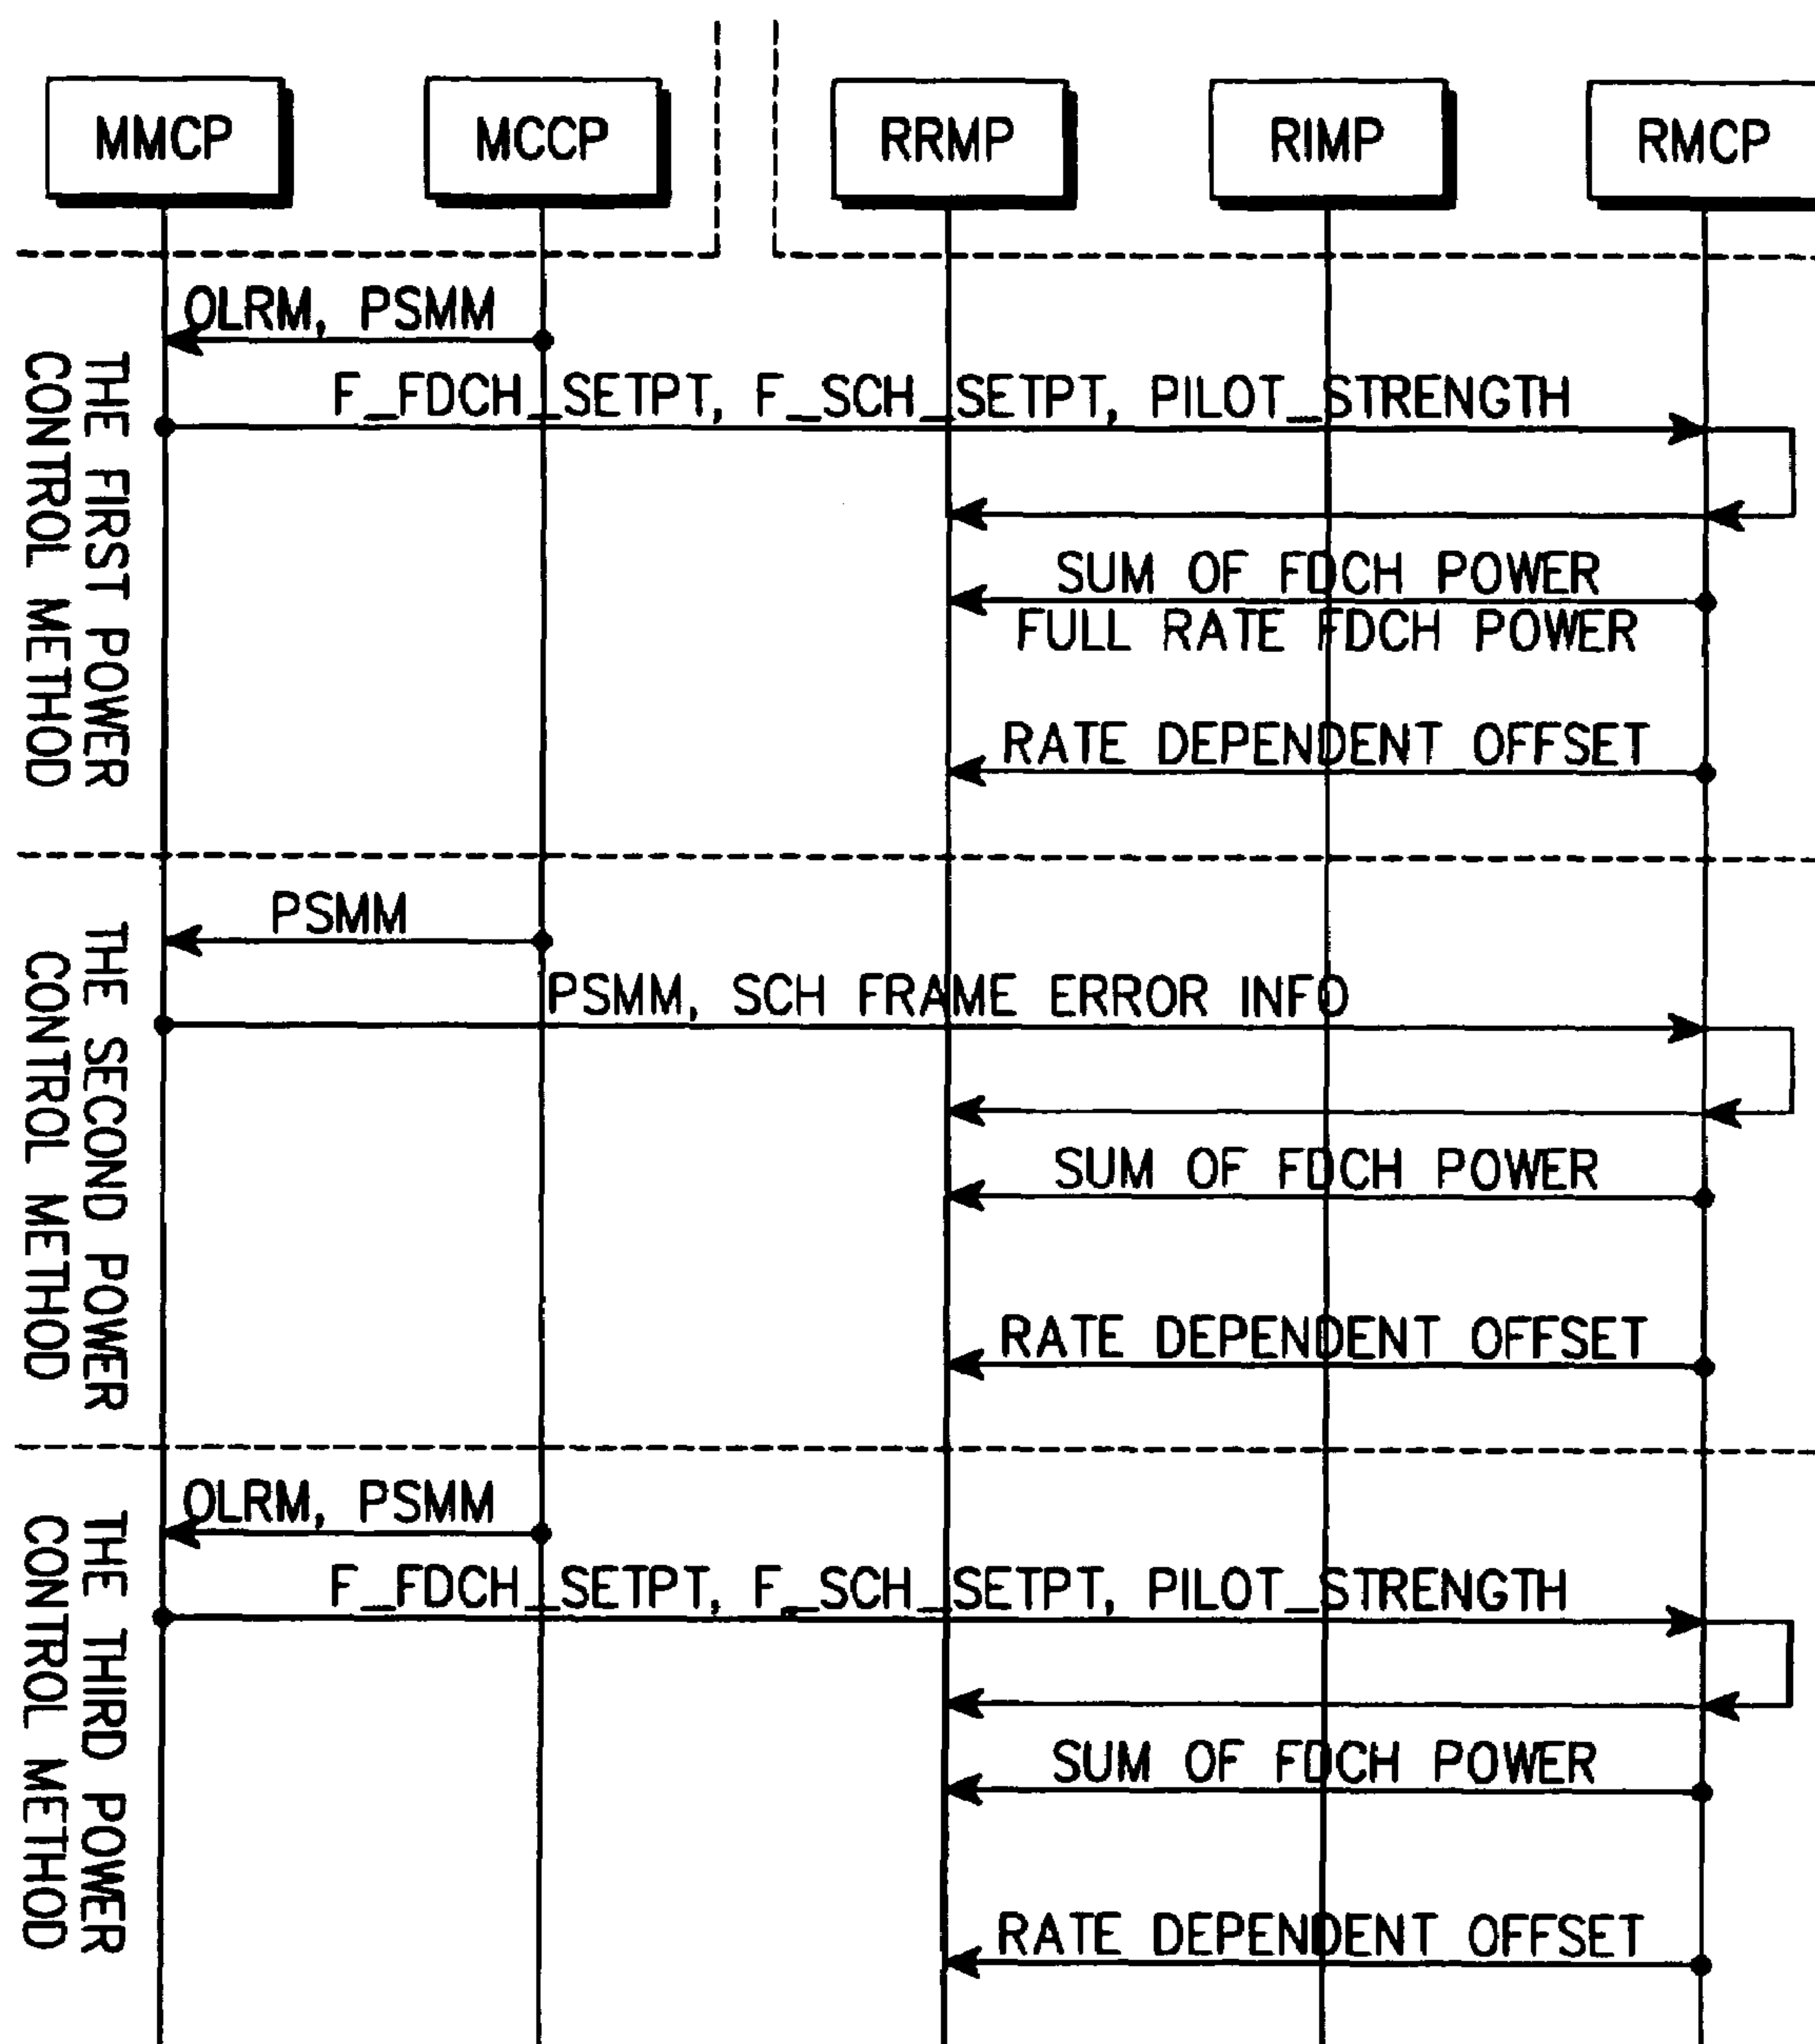 MMCP
MCCP
RRMP
RIMP
RMCP
THE FIRST POWER
CONTROL METHOD
OLRM, PSMM
F_FDCH_SETPT, F_SCH_SETPT, PILOT_STRENGTH
SUM OF FDCH POWER
FULL RATE FDCH POWER
RATE DEPENDENT OFFSET
THE SECOND POWER
CONTROL METHOD
PSMM
PSMM, SCH FRAME ERROR INFO
SUM OF FDCH POWER
RATE DEPENDENT OFFSET
THE THIRD POWER
CONTROL METHOD
OLRM, PSMM
F_FDCH_SETPT, F_SCH_SETPT, PILOT_STRENGTH
SUM OF FDCH POWER
RATE DEPENDENT OFFSET